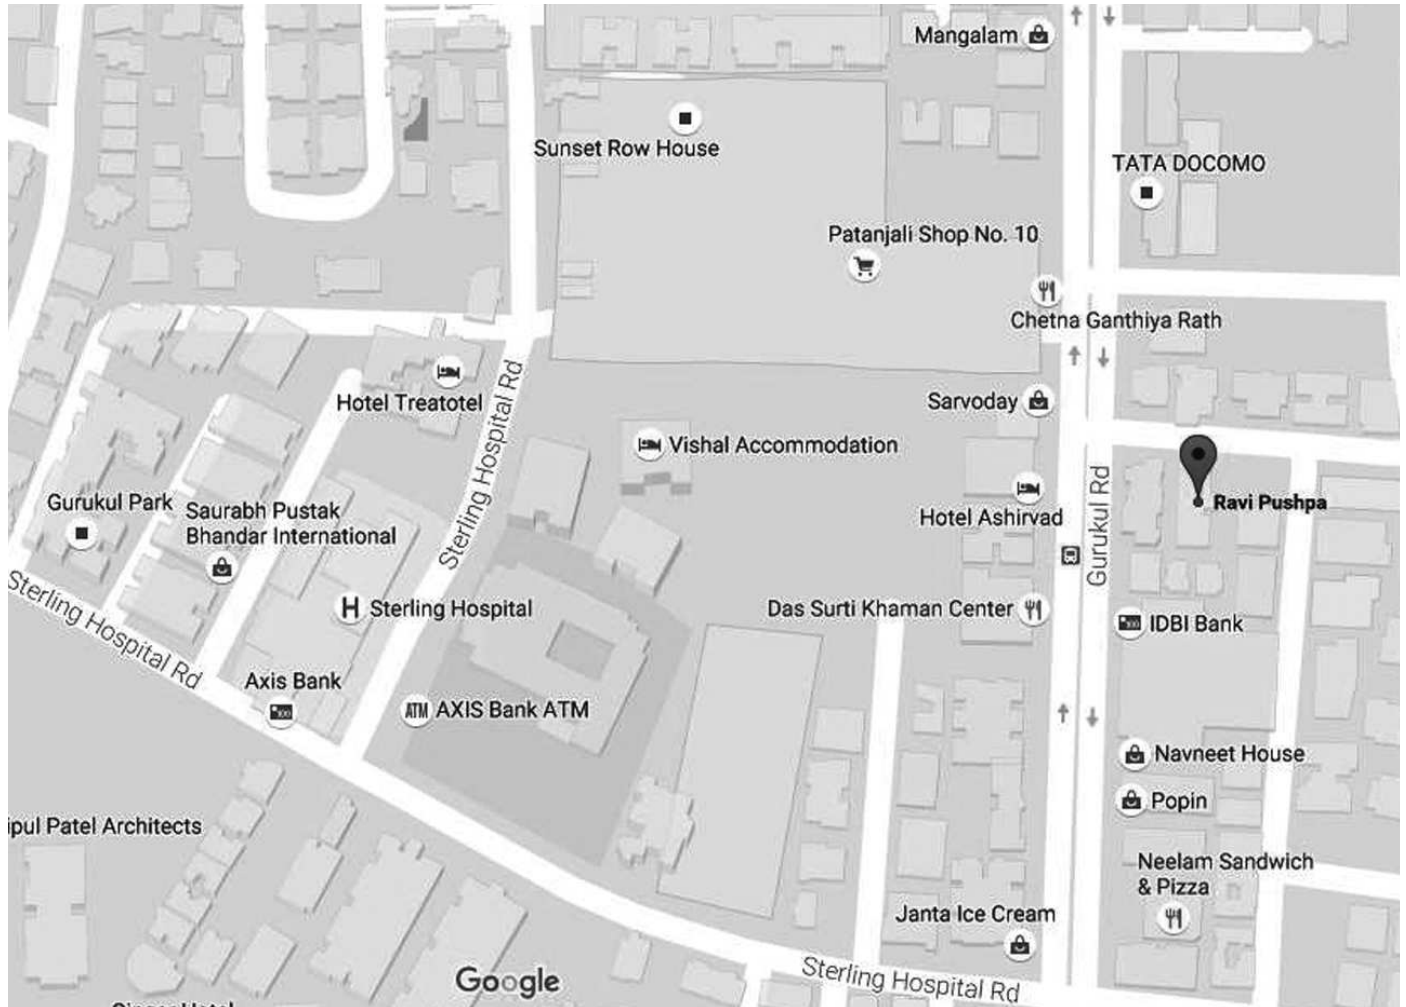 Mangalam
Sunset Row House
TATA DOCOMO
Patanjali Shop No. 10
Chetna Ganthiya Rath
Hotel Treatotel
Sarvoday
Sterling Hospital Rd
Vishal Accommodation
Gurukul Park
Saurabh Pustak
Bhandar International
Hotel Ashirvad
Gurukul Rd
Ravi Pushpa
Sterling Hospital Rd
H Sterling Hospital
Das Surti Khaman Center
IDBI Bank
Axis Bank
ATM AXIS Bank ATM
Navneet House
Popin
ipul Patel Architects
Neelam Sandwich
& Pizza
Janta Ice Cream
Google
Sterling Hospital Rd